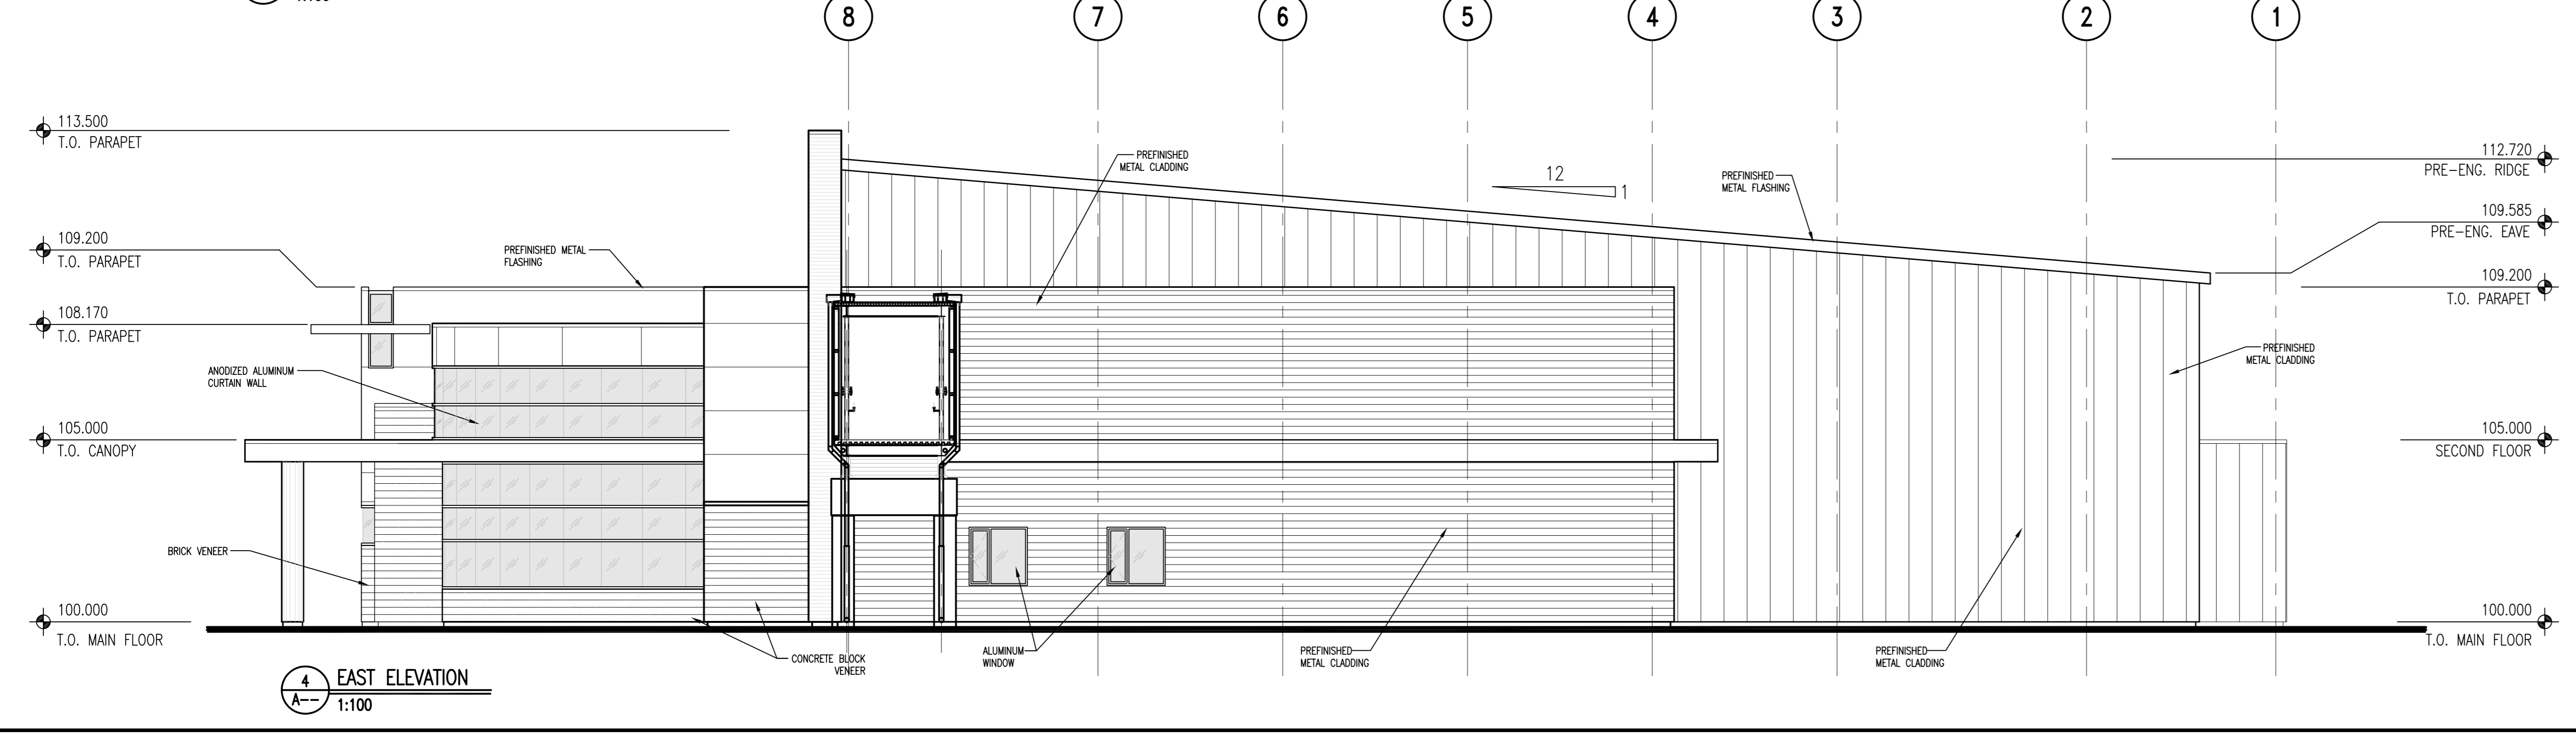 8
7
6
5
4
3
2
1
113.500
T.O. PARAPET
109.200
T.O. PARAPET
108.170
T.O. PARAPET
105.000
T.O. CANOPY
100.000
T.O. MAIN FLOOR
PREFINISHED METAL
FLASHING
ANODIZED ALUMINUM
CURTAIN WALL
BRICK VENEER
PREFINISHED
METAL CLADDING
12
1
PREFINISHED
METAL FLASHING
112.720
PRE-ENG. RIDGE
109.585
PRE-ENG. EAVE
109.200
T.O. PARAPET
PREFINISHED
METAL CLADDING
105.000
SECOND FLOOR
100.000
T.O. MAIN FLOOR
CONCRETE BLOCK
VENEER
ALUMINUM
WINDOW
PREFINISHED
METAL CLADDING
PREFINISHED
METAL CLADDING
4
A--
EAST ELEVATION
1:100